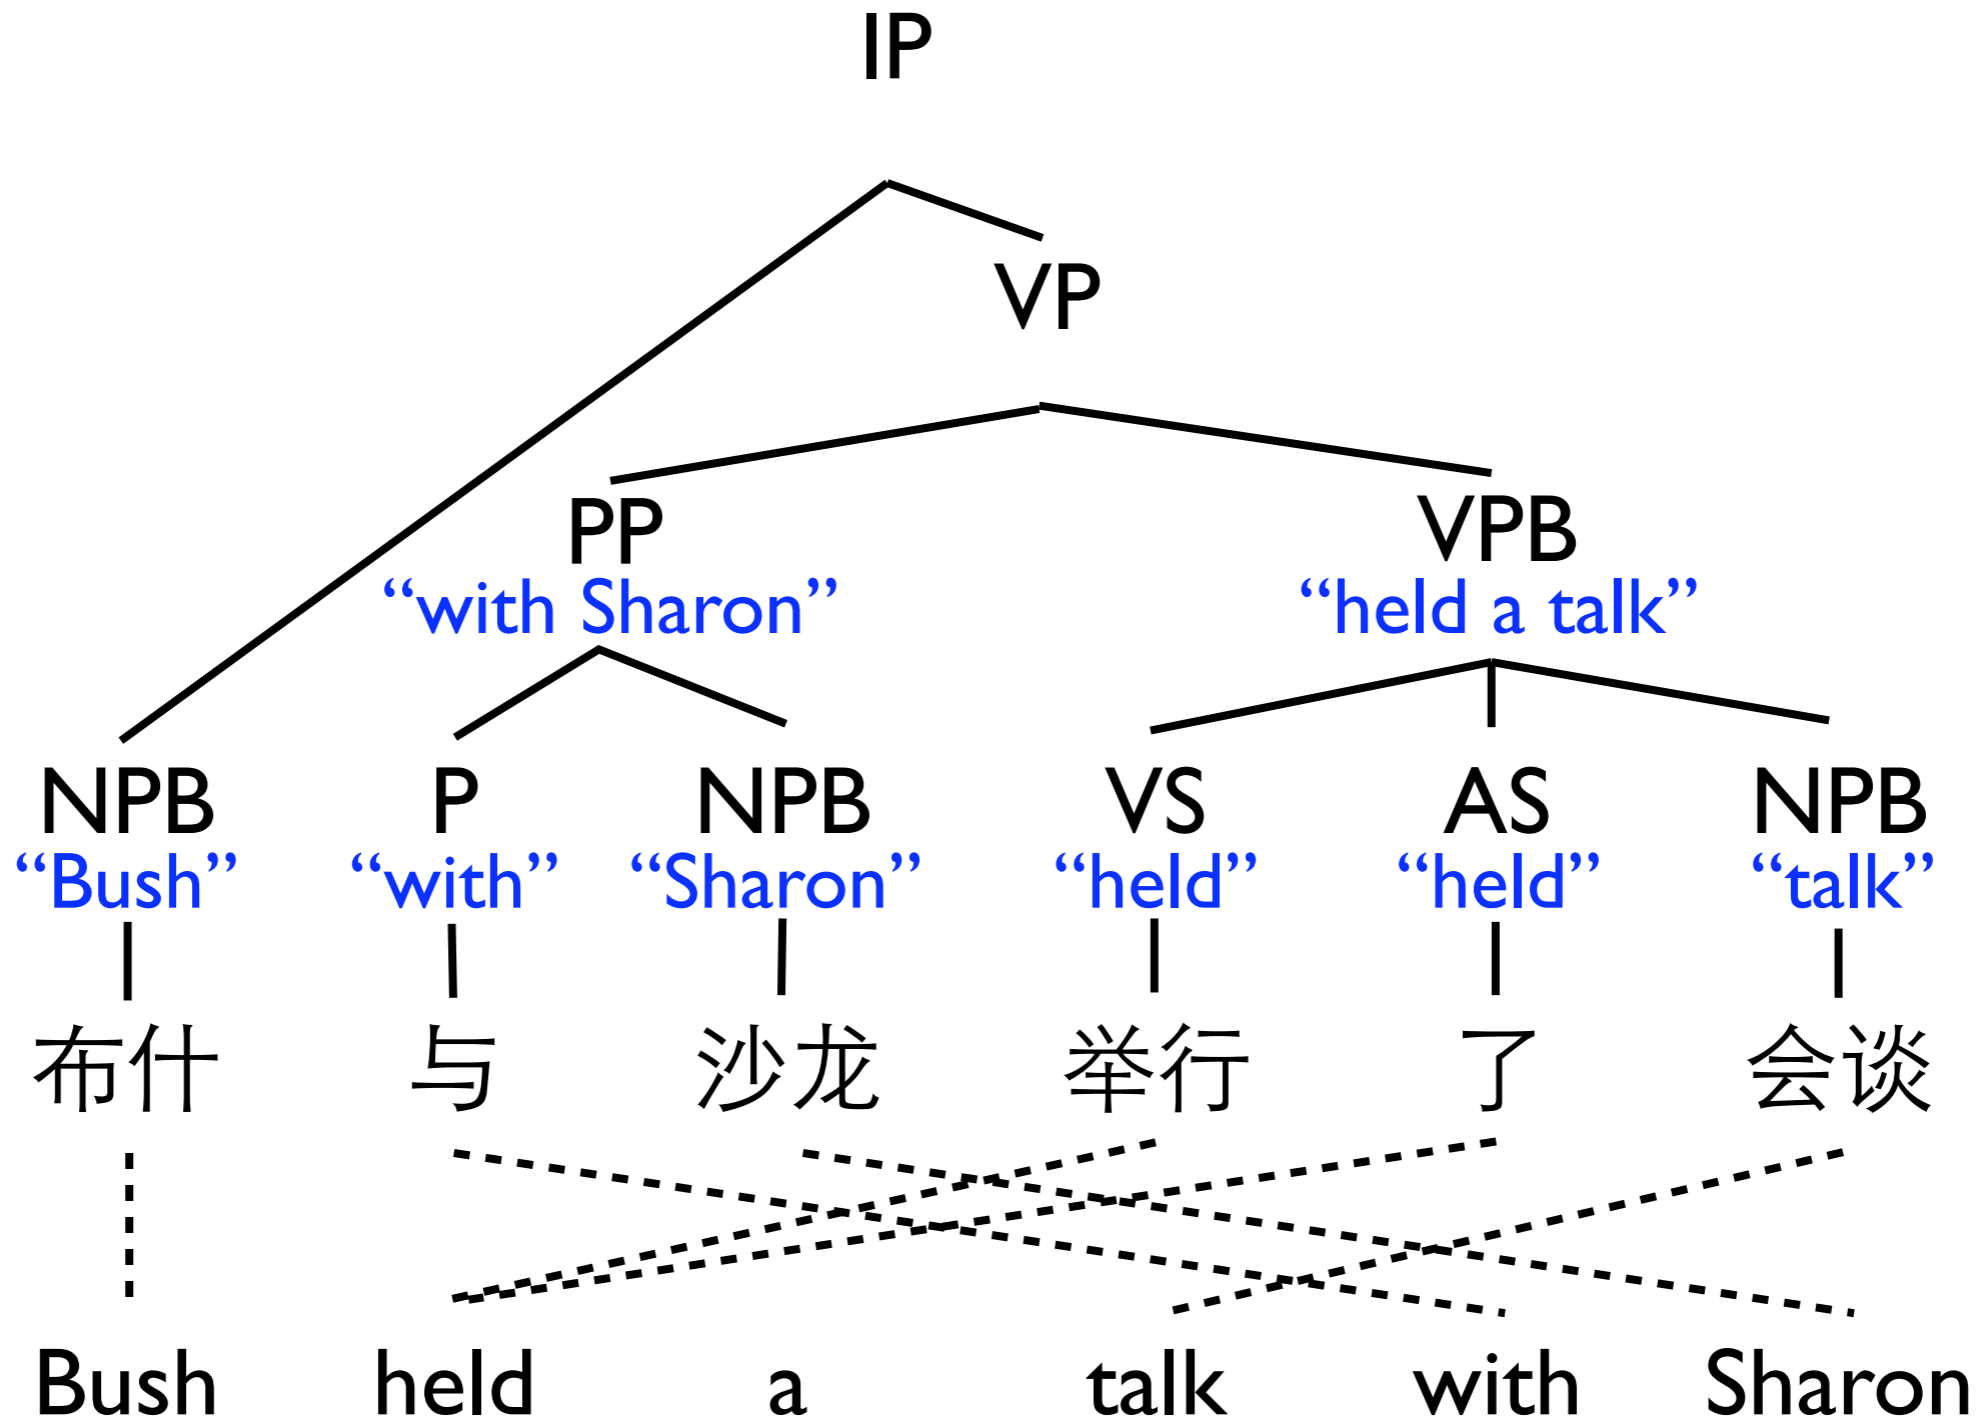 IP
VP
PP VPB
“with Sharon” “held a talk”
NPB P NPB VS AS NPB
“Bush” “with” “Sharon” “held” “held” “talk”
布什 与 沙龙 举行 了 会谈
Bush held a talk with Sharon